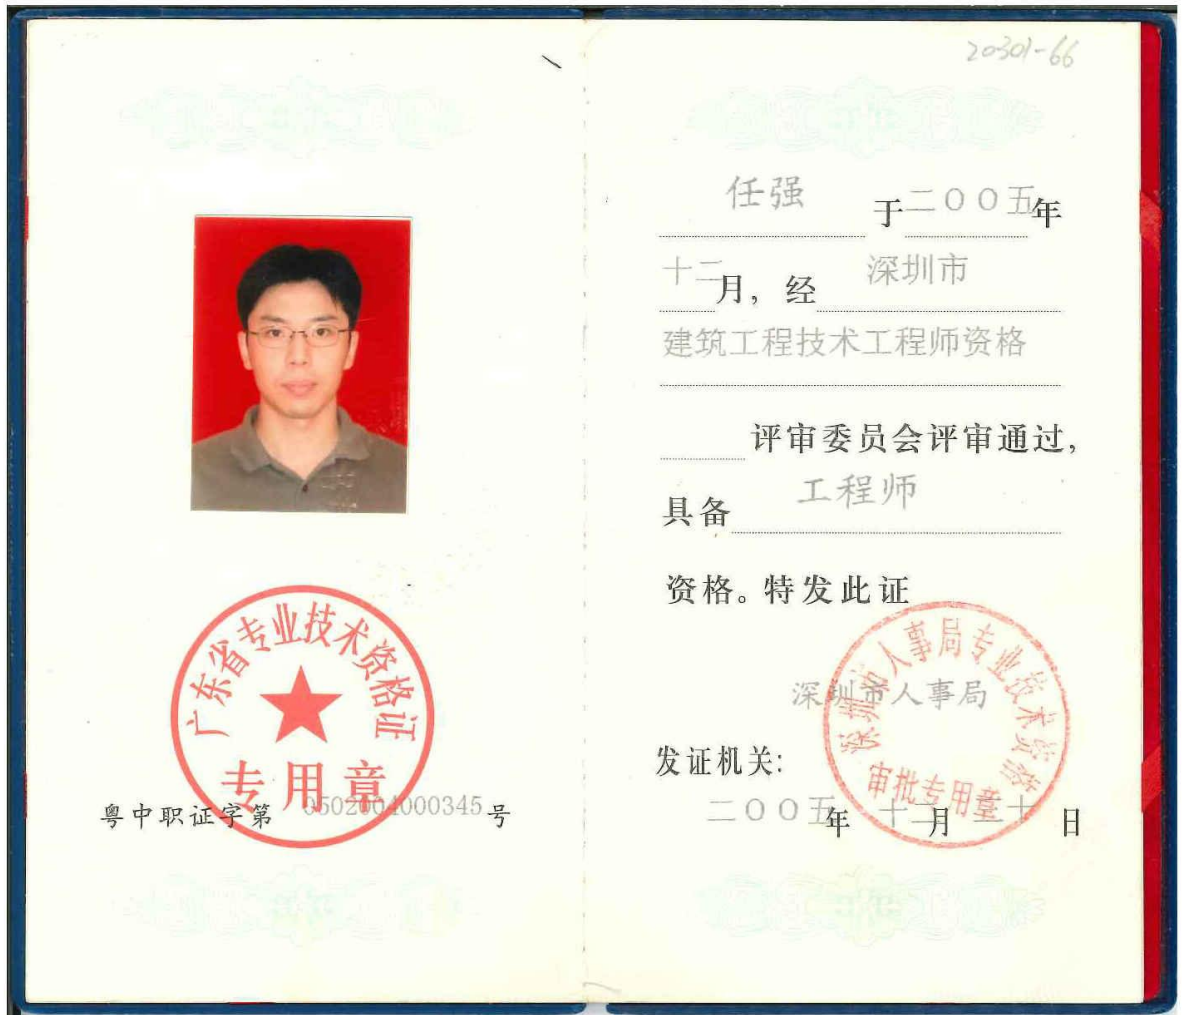 广东省专业技术资格证
专用章
粤中职证字第 0502004000345 号
20301-66
任强 于二〇〇五年
十二月，经 深圳市
建筑工程技术工程师资格
评审委员会评审通过，
具备 工程师
资格。特发此证
深圳市人事局专业技术资格
审批专用章
深圳市人事局
发证机关：
二〇〇五年 十二月 三十 日